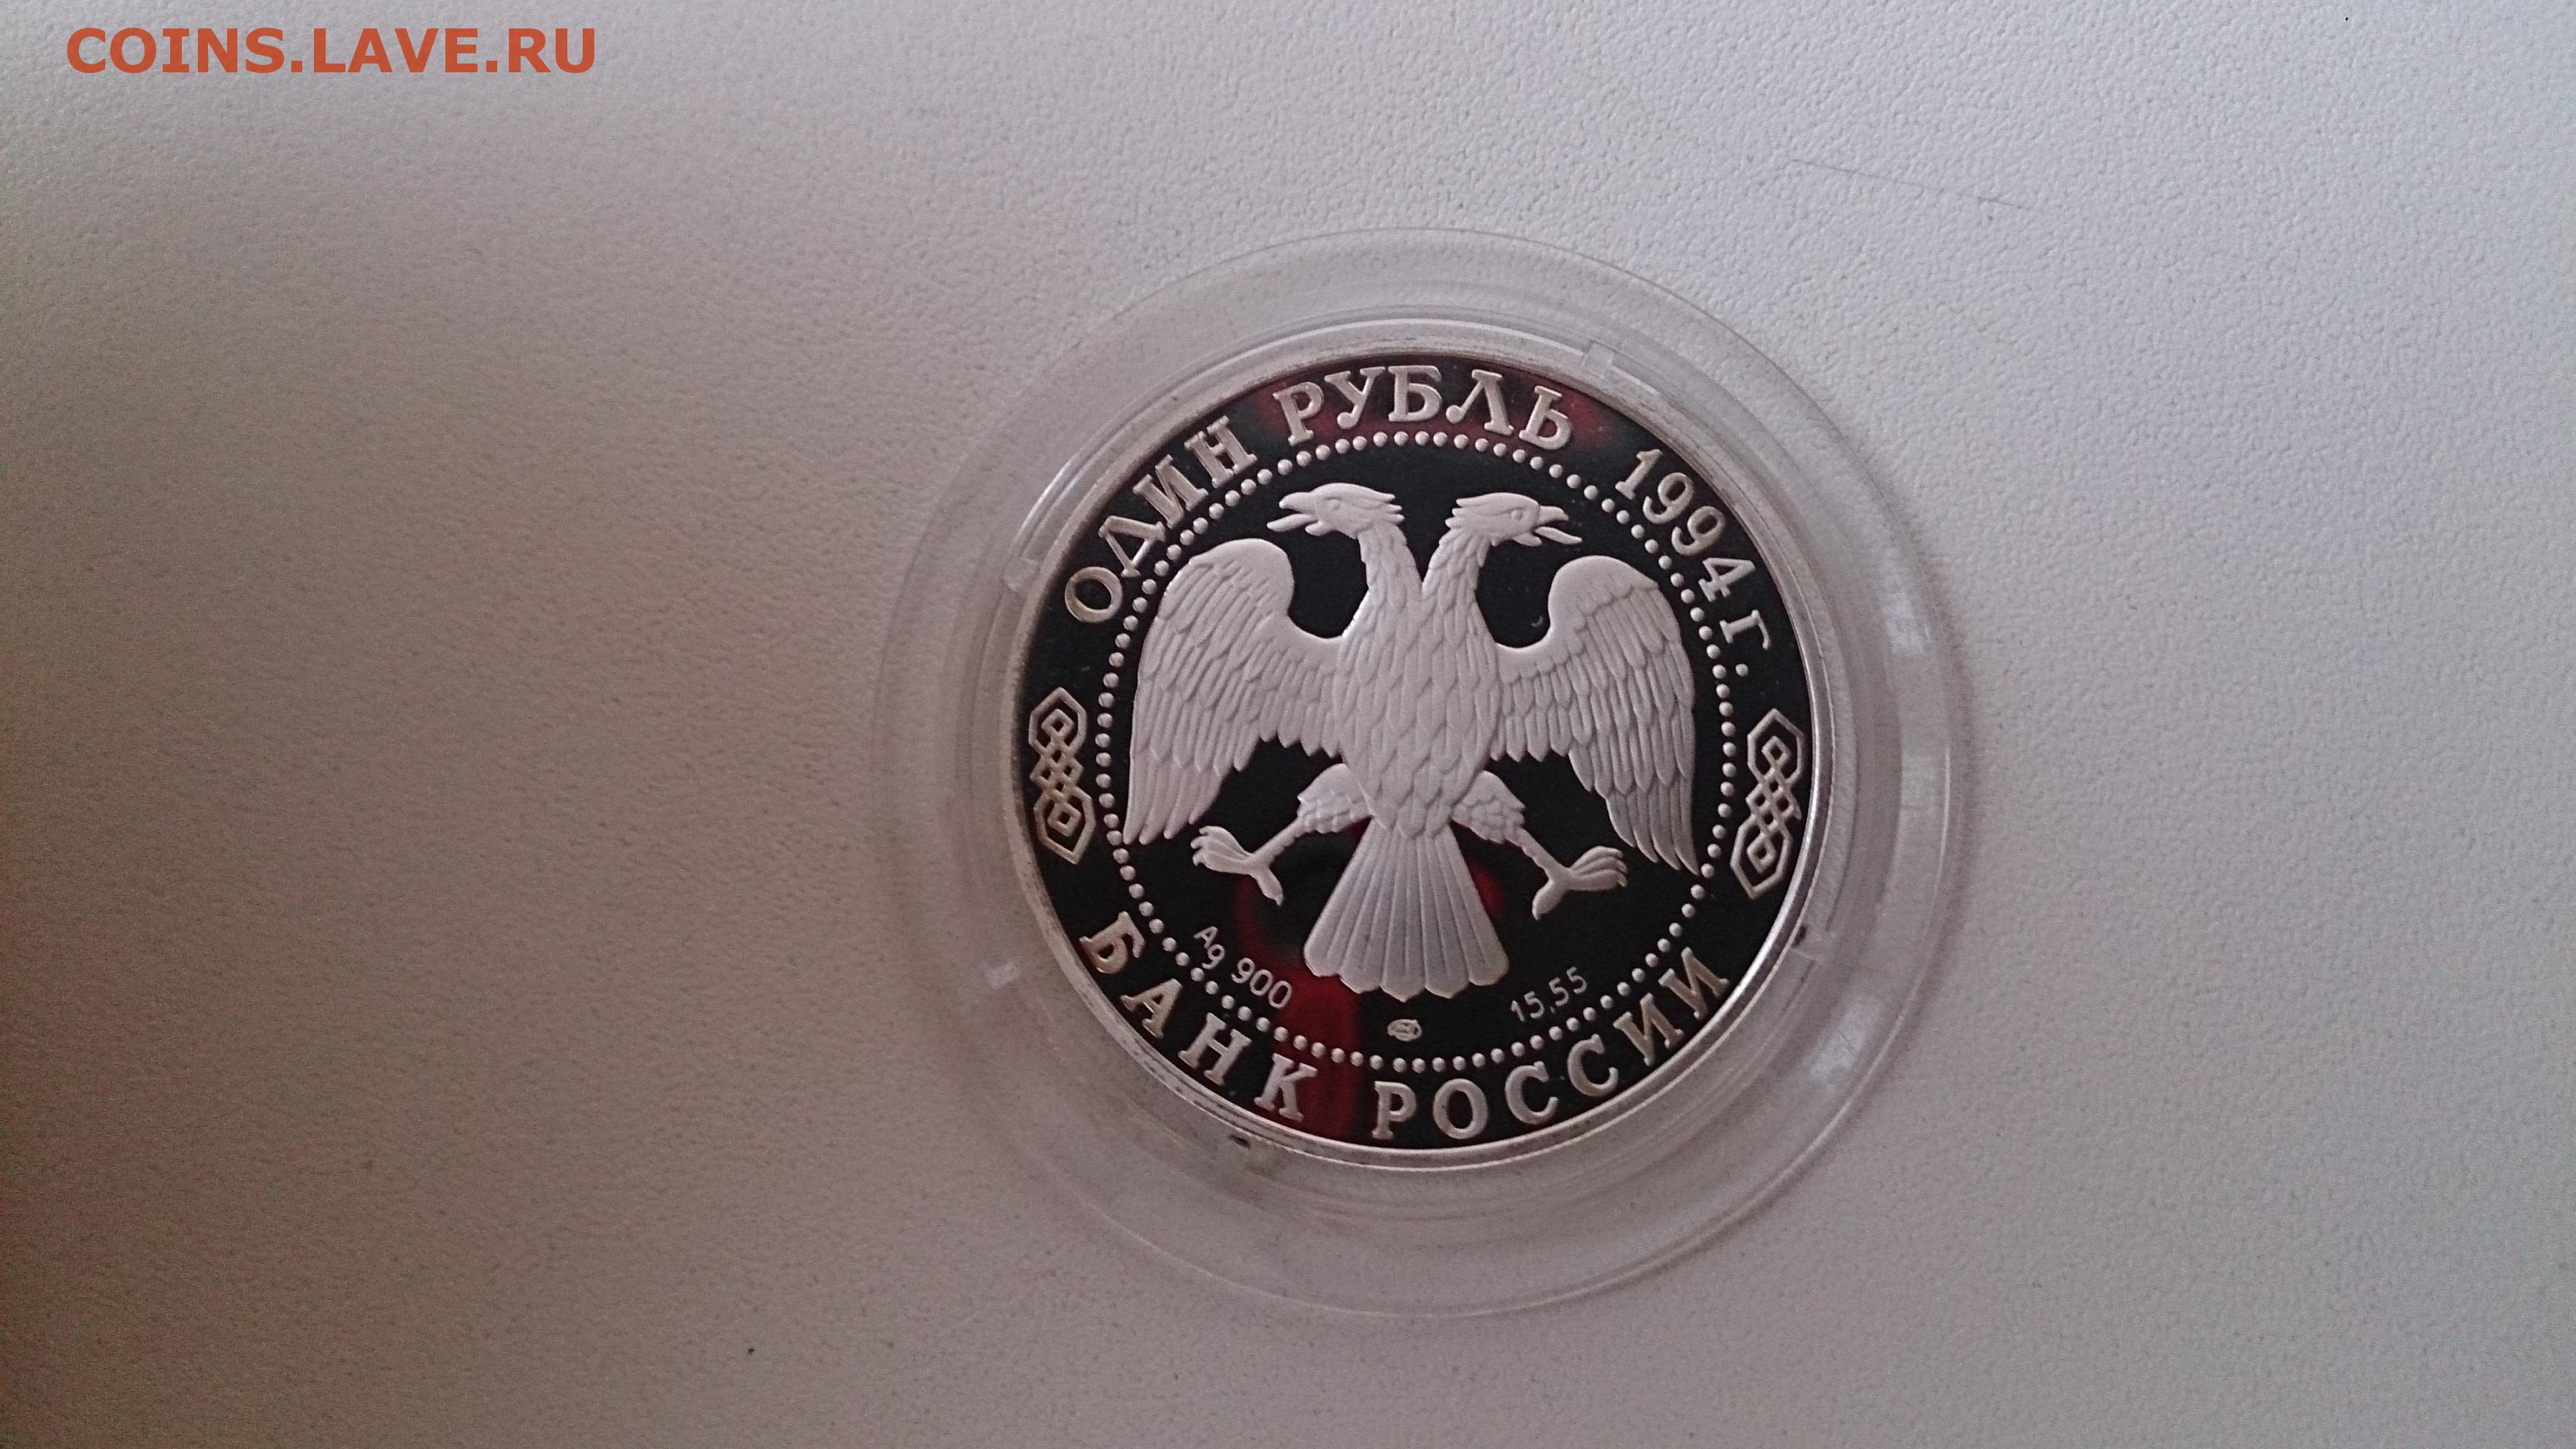 COINS.LAVE.RU
ОДИН РУБЛЬ 1994 г.
Ag 900
15,55
БАНК РОССИИ